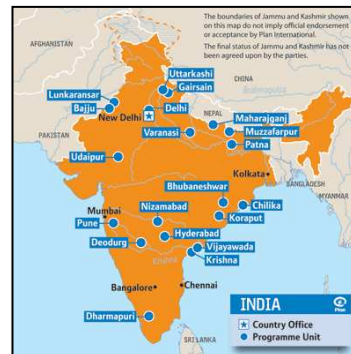 The boundaries of Jammu and Kashmir shown
on this map do not imply official endorsement
or acceptance by Plan International.
The final status of Jammu and Kashmir has not
been agreed upon by the parties.
AFGHANISTAN
CHINA
Uttarkashi
Gairsain
Lunkaransar
Bajju
Delhi
New Delhi
NEPAL
Maharajganj
PAKISTAN
Varanasi
Muzzafarpur
Patna
Udaipur
Kolkata
BANGLADESH
MYANMAR
Bhubaneshwar
Mumbai
Nizamabad
Chilika
Pune
Koraput
Hyderabad
Deodurg
Vijayawada
Krishna
Krishna
Bangalore
Chennai
Dharmapuri
SRI LANKA
INDIA
Plan
Country Office
Programme Unit